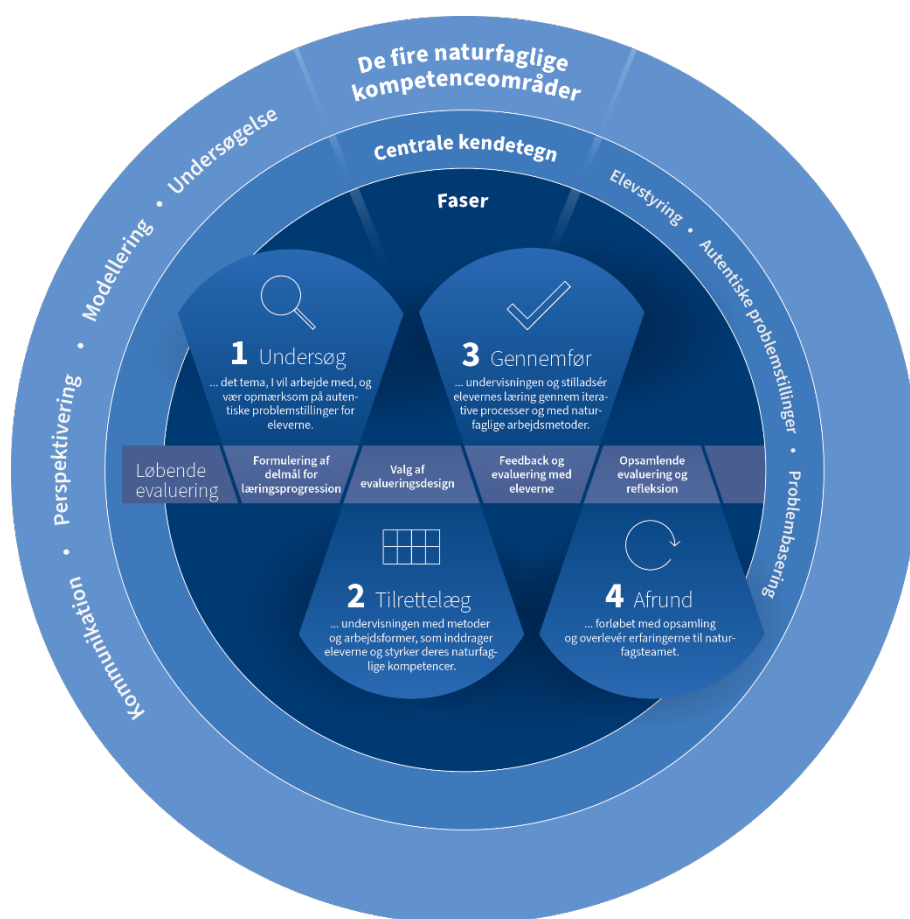 De fire naturfaglige
kompetenceområder
Kommunikation • Perspektivering • Modellering • Undersøgelse
Centrale kendetegn
Elevstyring • Autentiske problemstillinger • Problembasering
Faser
1 Undersøg
... det tema, I vil arbejde med, og
vær opmærksom på auten-
tiske problemstillinger for
eleverne.
3 Gennemfør
... undervisningen og stilladsér
elevernes læring gennem itera-
tive processer og med natur-
faglige arbejdsmetoder.
Løbende
evaluering
Formulering af
delmål for
læringsprogression
Valg af
evalueringsdesign
Feedback og
evaluering med
eleverne
Opsamlende
evaluering og
refleksion
2 Tilrettelæg
... undervisningen med metoder
og arbejdsformer, som inddrager
eleverne og styrker deres naturfag-
lige kompetencer.
4 Afrund
... forløbet med opsamling
og overlevér erfaringerne til natur-
fagsteamet.